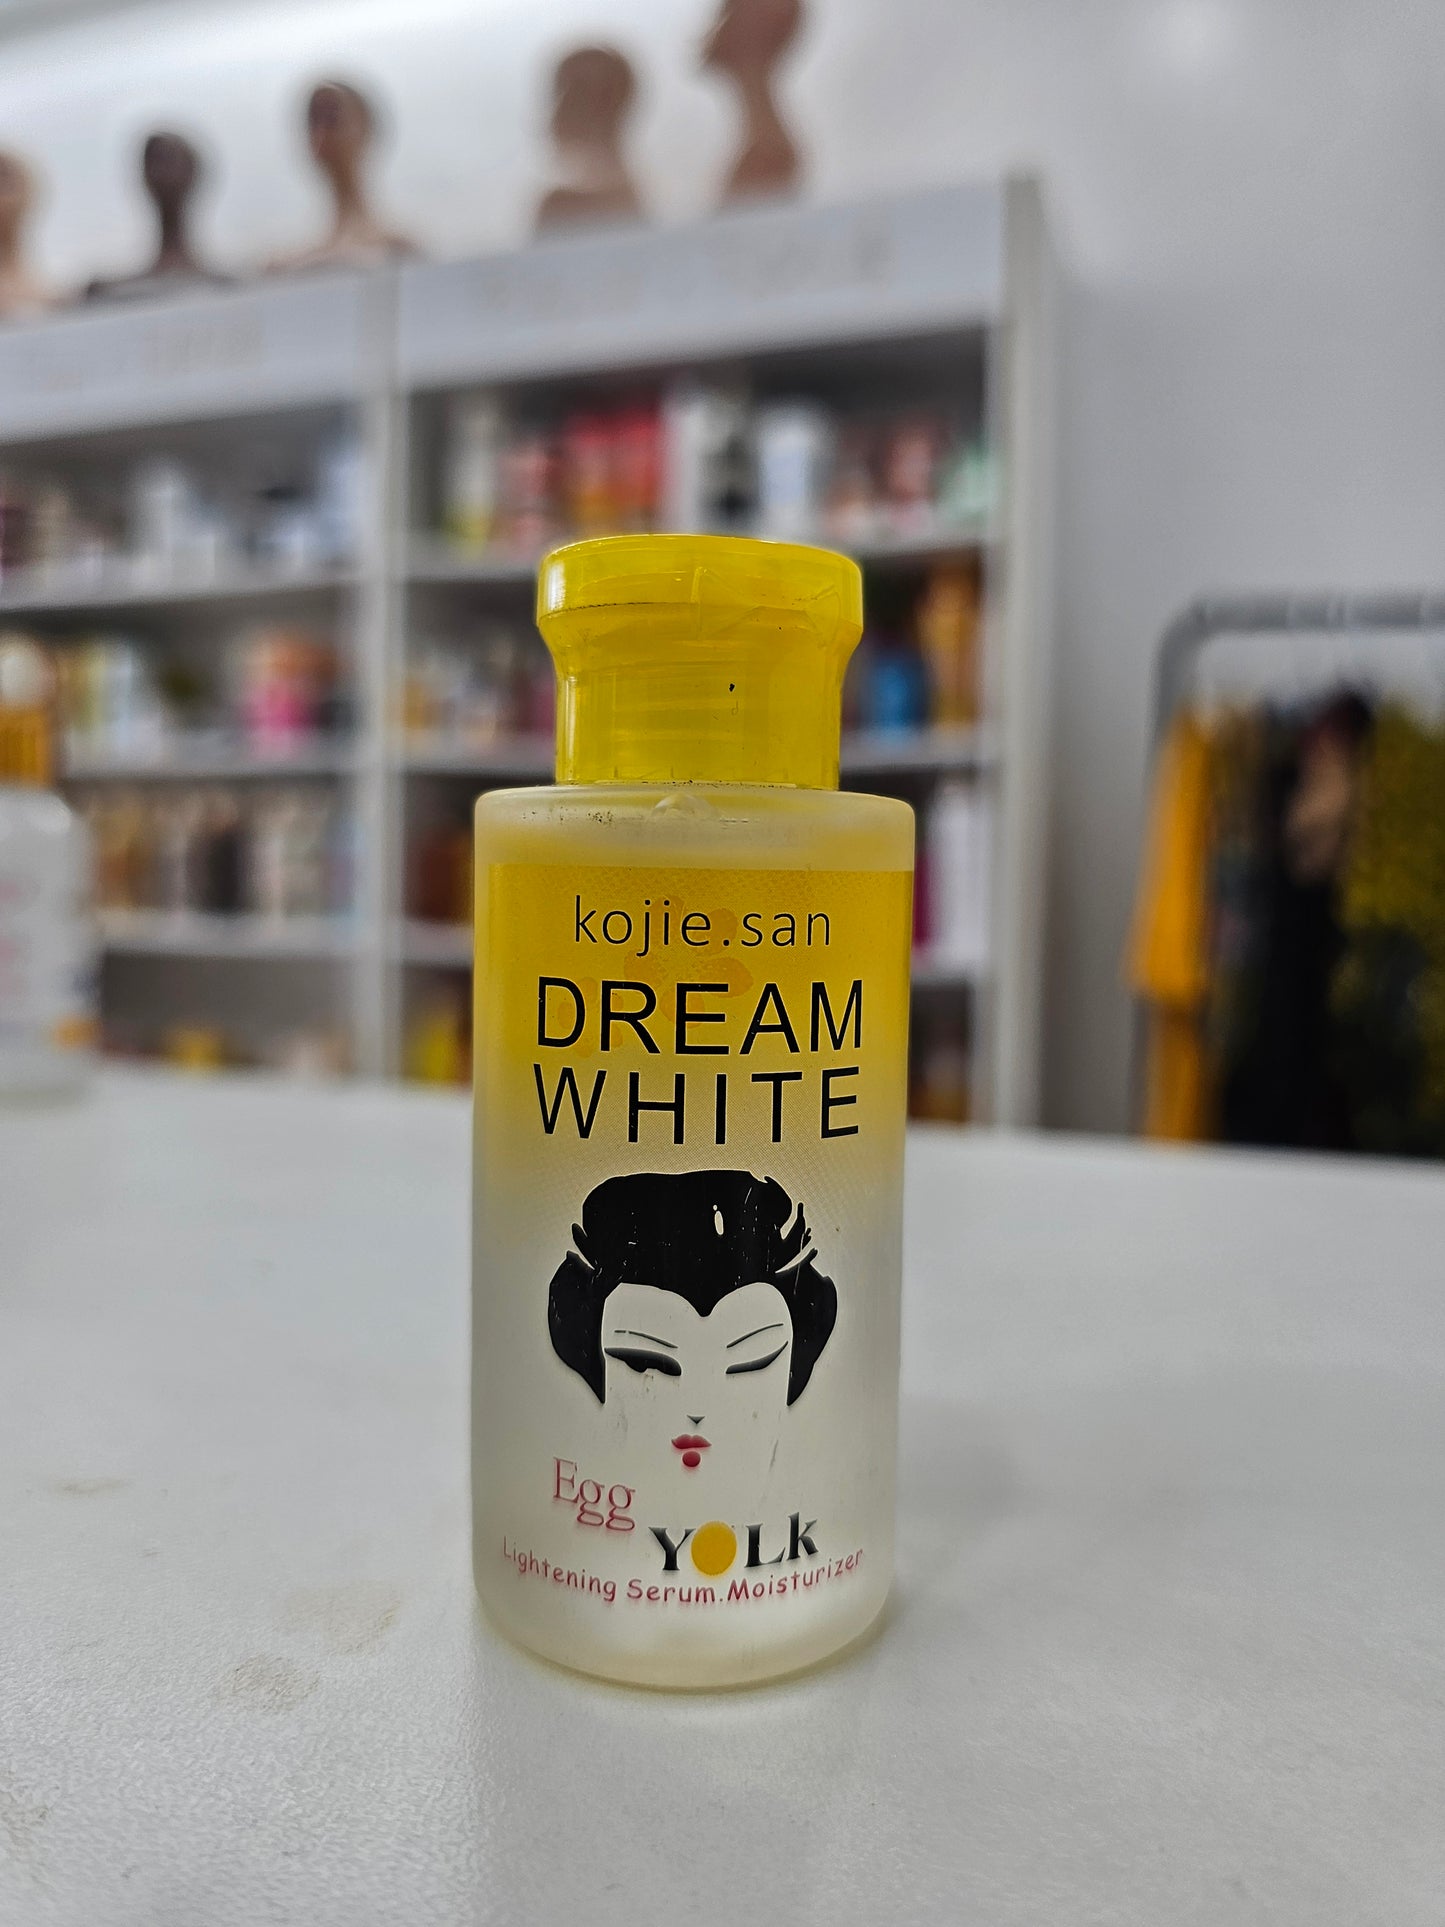 kojie.san
DREAM
WHITE
Egg
YOLk
Lightening Serum.Moisturizer